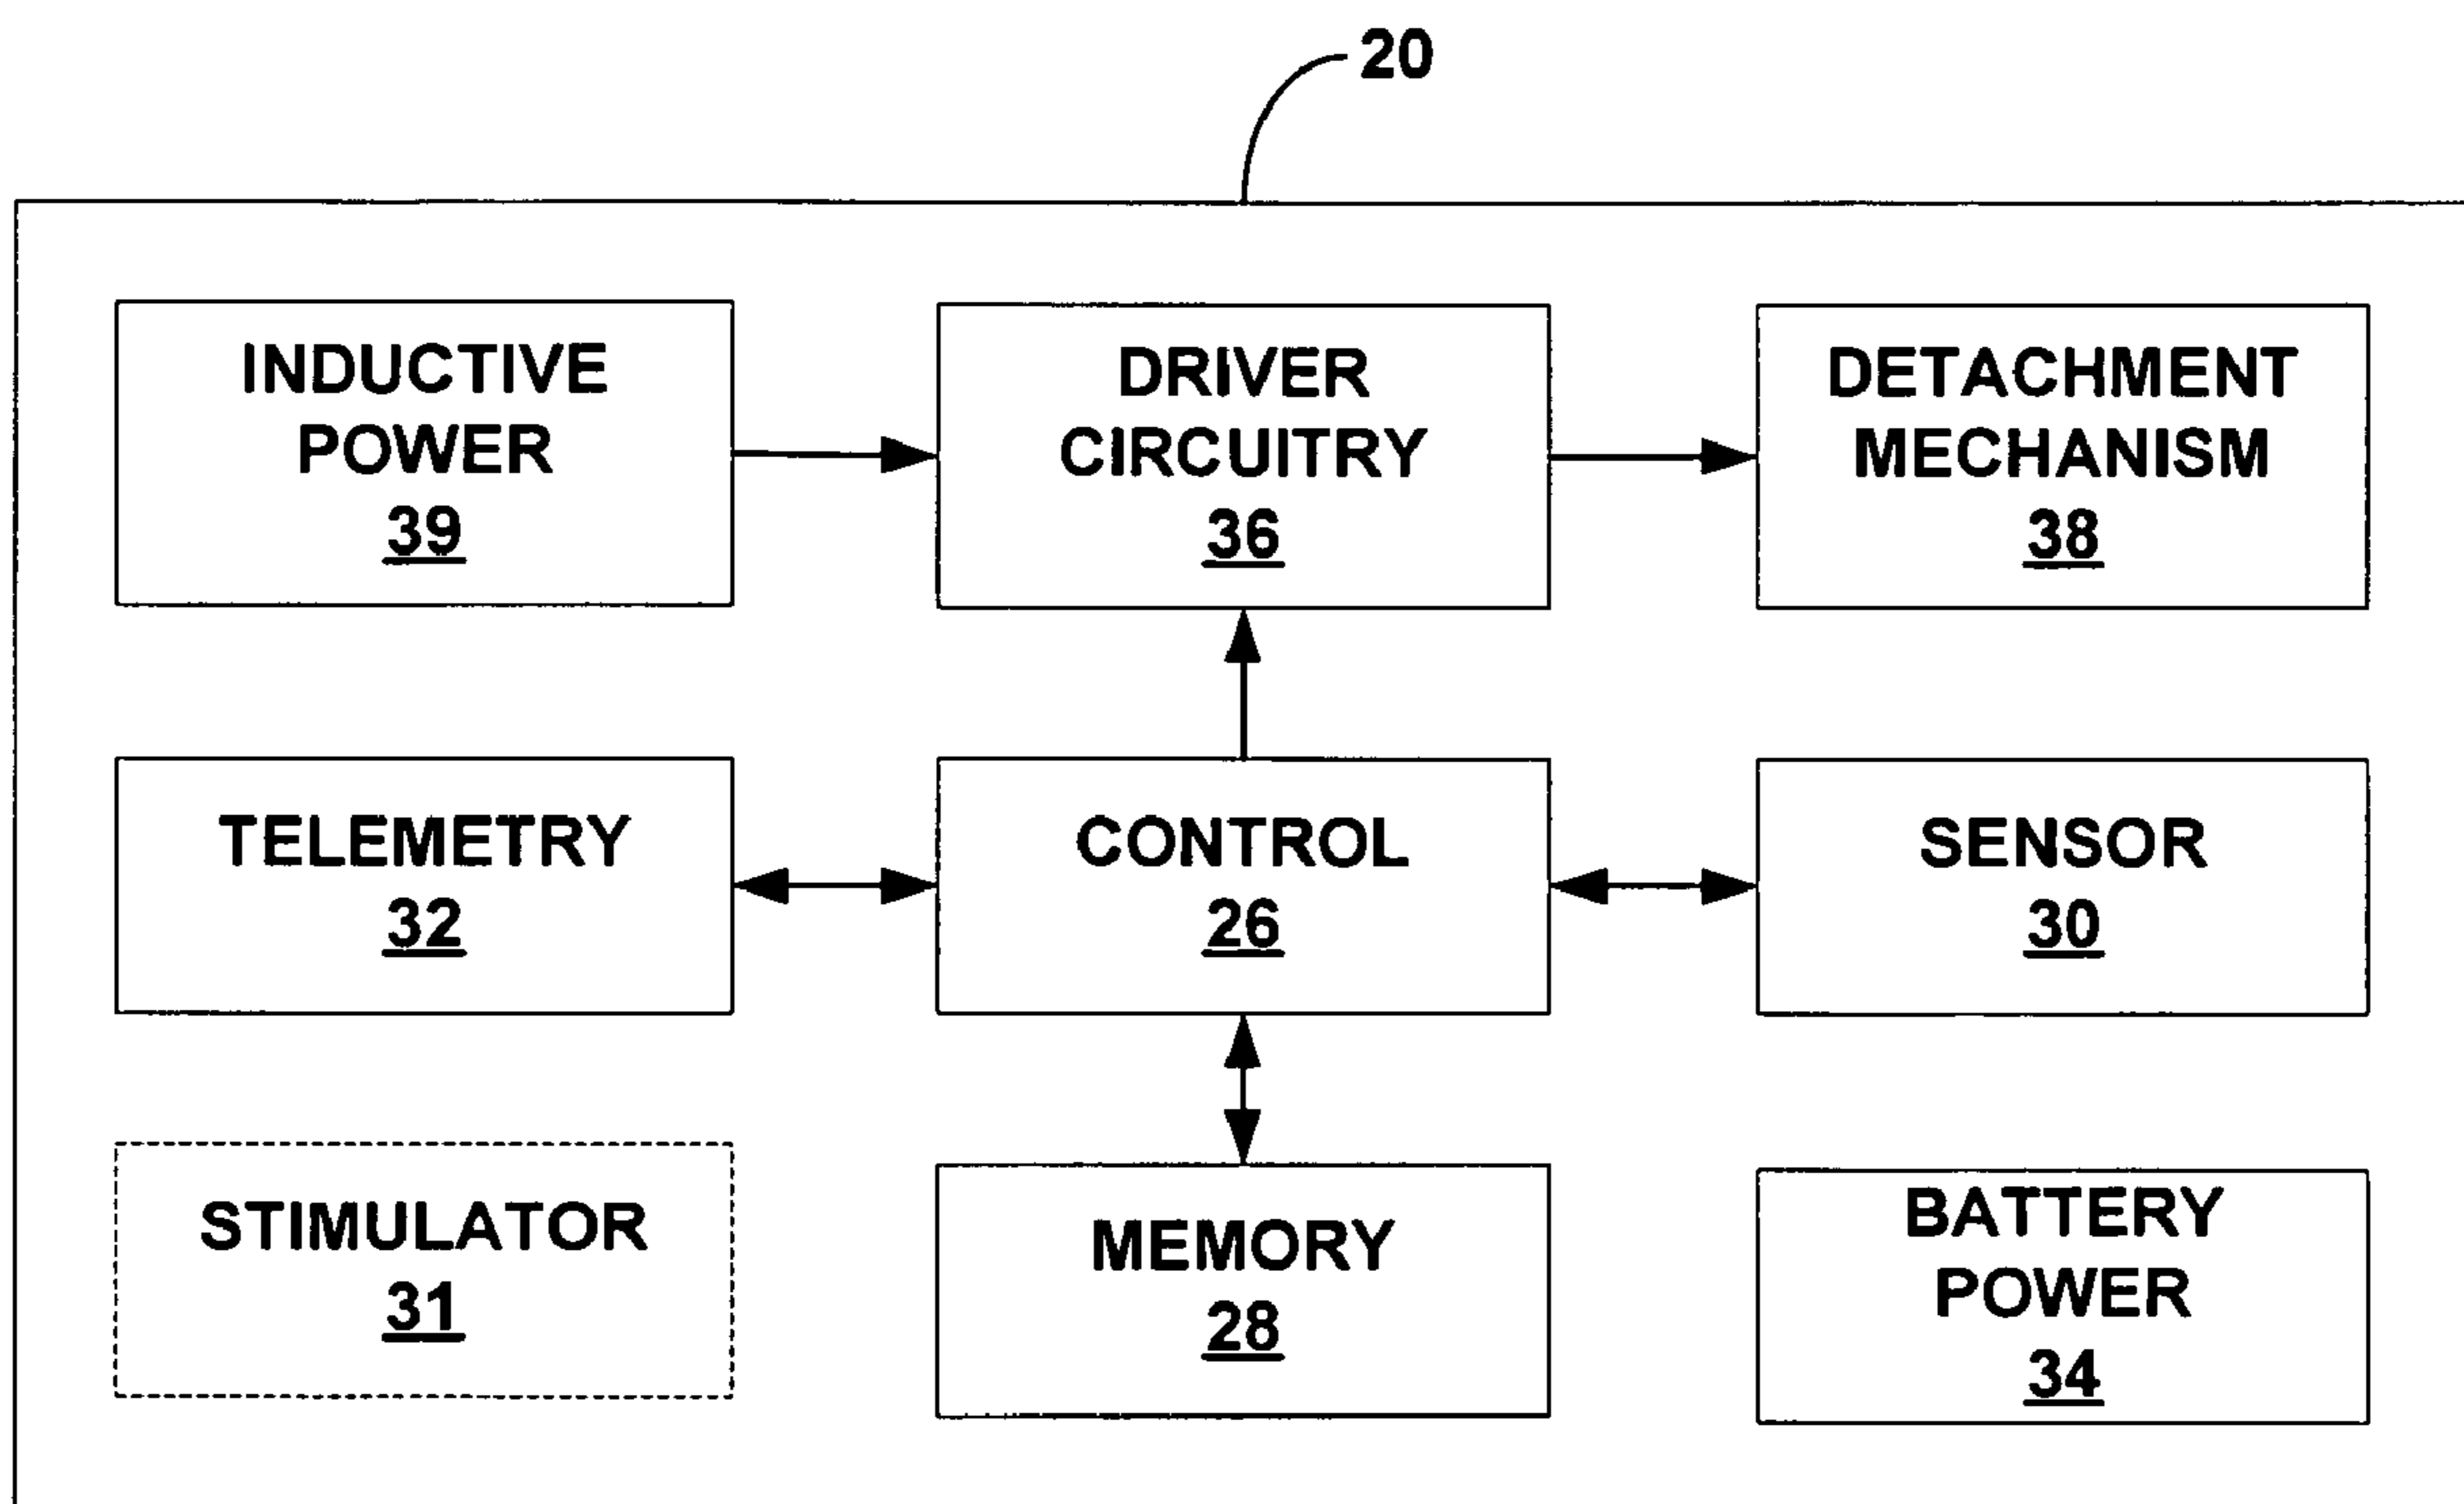 20
INDUCTIVE
POWER
39
DRIVER
CIRCUITRY
36
DETACHMENT
MECHANISM
38
TELEMETRY
32
CONTROL
26
SENSOR
30
STIMULATOR
31
MEMORY
28
BATTERY
POWER
34